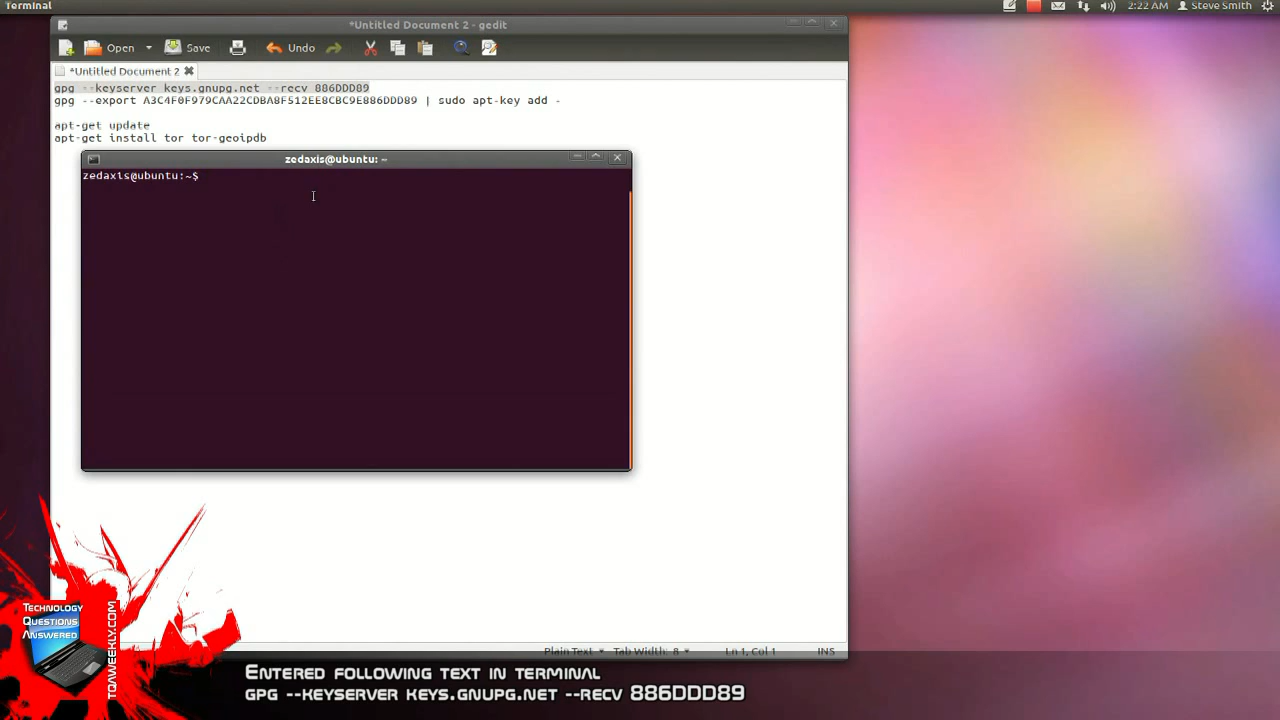 Terminal
2:22 AM Steve Smith
*Untitled Document 2 - gedit
Open Save Undo
*Untitled Document 2
gpg --keyserver keys.gnupg.net --recv 886DDD89
gpg --export A3C4F0F979CAA22CDBA8F512EE8CBC9E886DDD89 | sudo apt-key add -
apt-get update
apt-get install tor tor-geoipdb
zedaxis@ubuntu: ~
zedaxis@ubuntu:~$
Plain Text Tab Width: 8 Ln 1, Col 1 INS
TECHNOLOGY
QUESTIONS
ANSWERED
TQAWEEKLY.COM
ENTERED FOLLOWING TEXT IN TERMINAL
GPG --KEYSERVER KEYS.GNUPG.NET --RECV 886DDD89